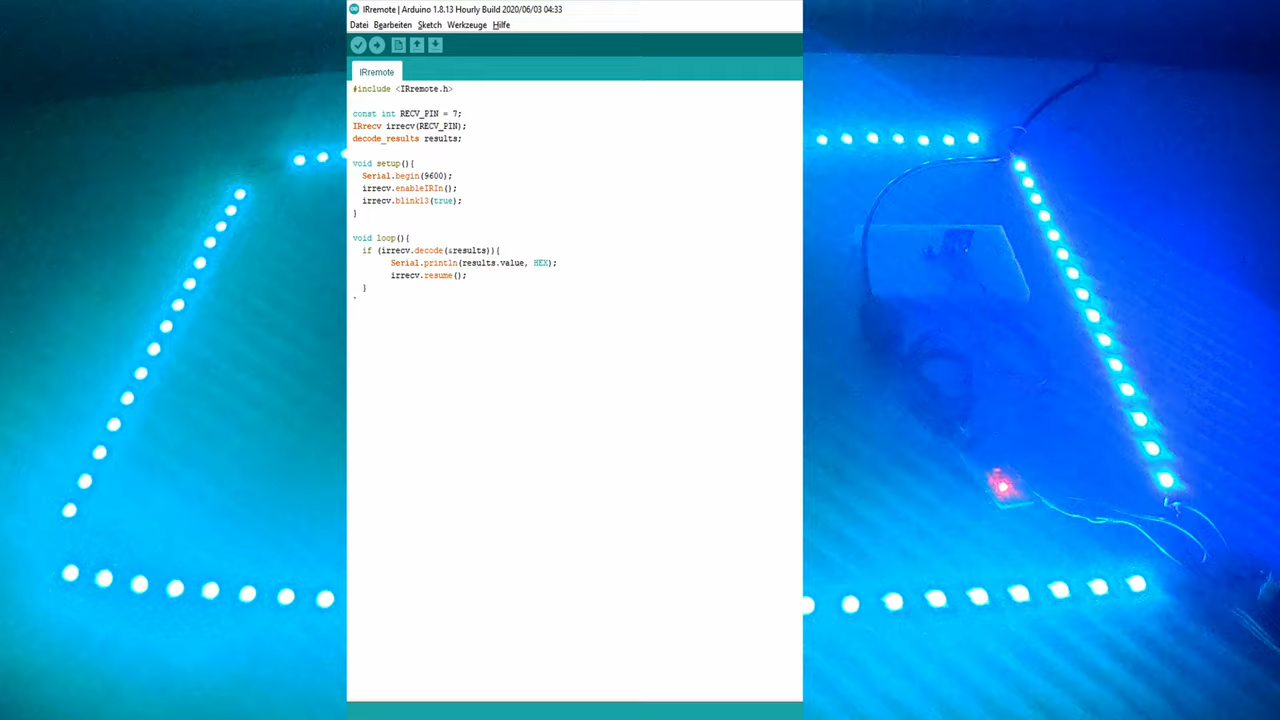 IRremote | Arduino 1.8.13 Hourly Build 2020/06/03 04:33
Datei Bearbeiten Sketch Werkzeuge Hilfe
IRremote
#include <IRremote.h>
const int RECV_PIN = 7;
IRrecv irrecv(RECV_PIN);
decode_results results;
void setup(){
Serial.begin(9600);
irrecv.enableIRIn();
irrecv.blink13(true);
}
void loop(){
if (irrecv.decode(&results)){
Serial.println(results.value, HEX);
irrecv.resume();
}